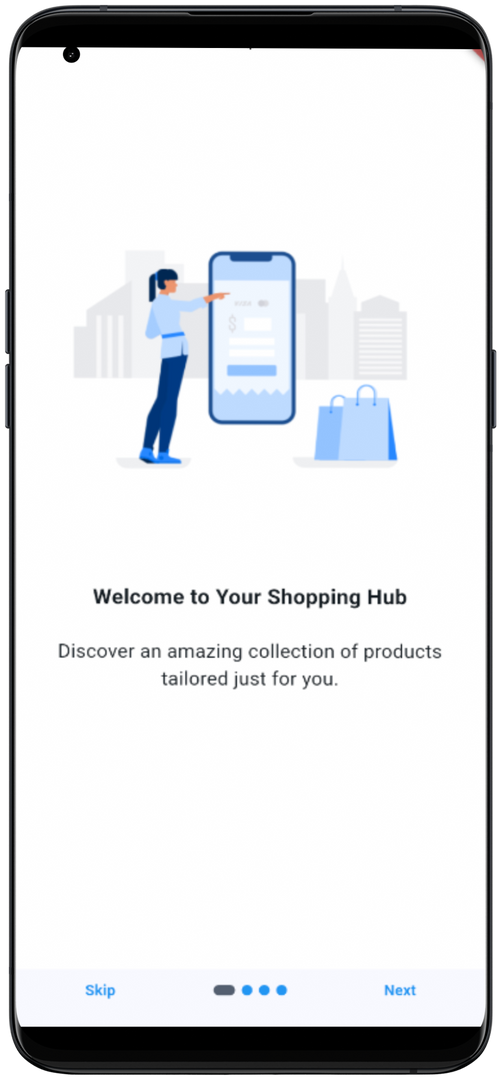 $
Welcome to Your Shopping Hub
Discover an amazing collection of products
tailored just for you.
Skip
Next